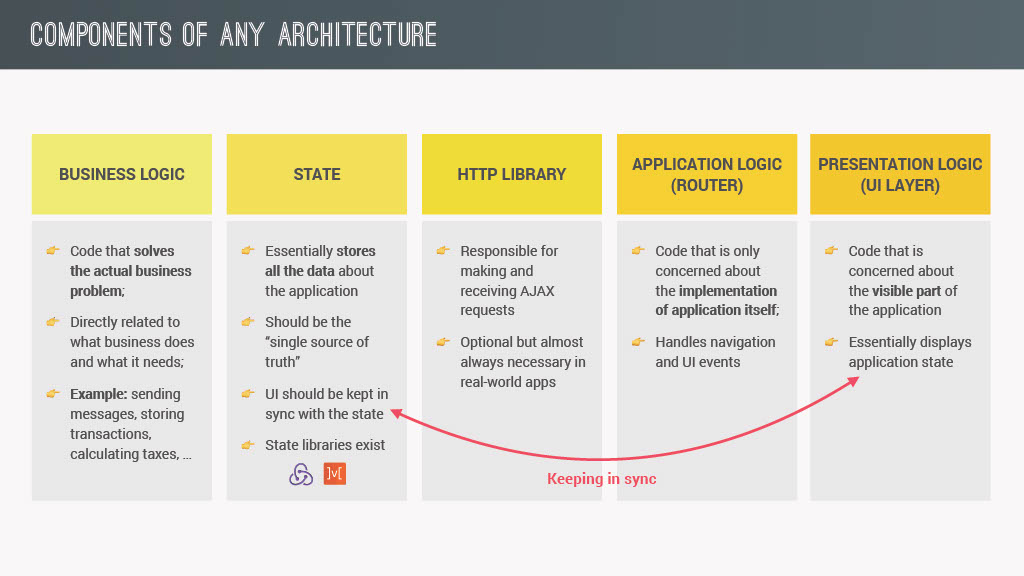 COMPONENTS OF ANY ARCHITECTURE
BUSINESS LOGIC
Code that solves
the actual business
problem;
Directly related to
what business does
and what it needs;
Example: sending
messages, storing
transactions,
calculating taxes, ...
STATE
Essentially stores
all the data about
the application
Should be the
“single source of
truth”
UI should be kept in
sync with the state
State libraries exist
]v[
HTTP LIBRARY
Responsible for
making and
receiving AJAX
requests
Optional but almost
always necessary in
real-world apps
APPLICATION LOGIC
(ROUTER)
Code that is only
concerned about
the implementation
of application itself;
Handles navigation
and UI events
PRESENTATION LOGIC
(UI LAYER)
Code that is
concerned about
the visible part of
the application
Essentially displays
application state
Keeping in sync